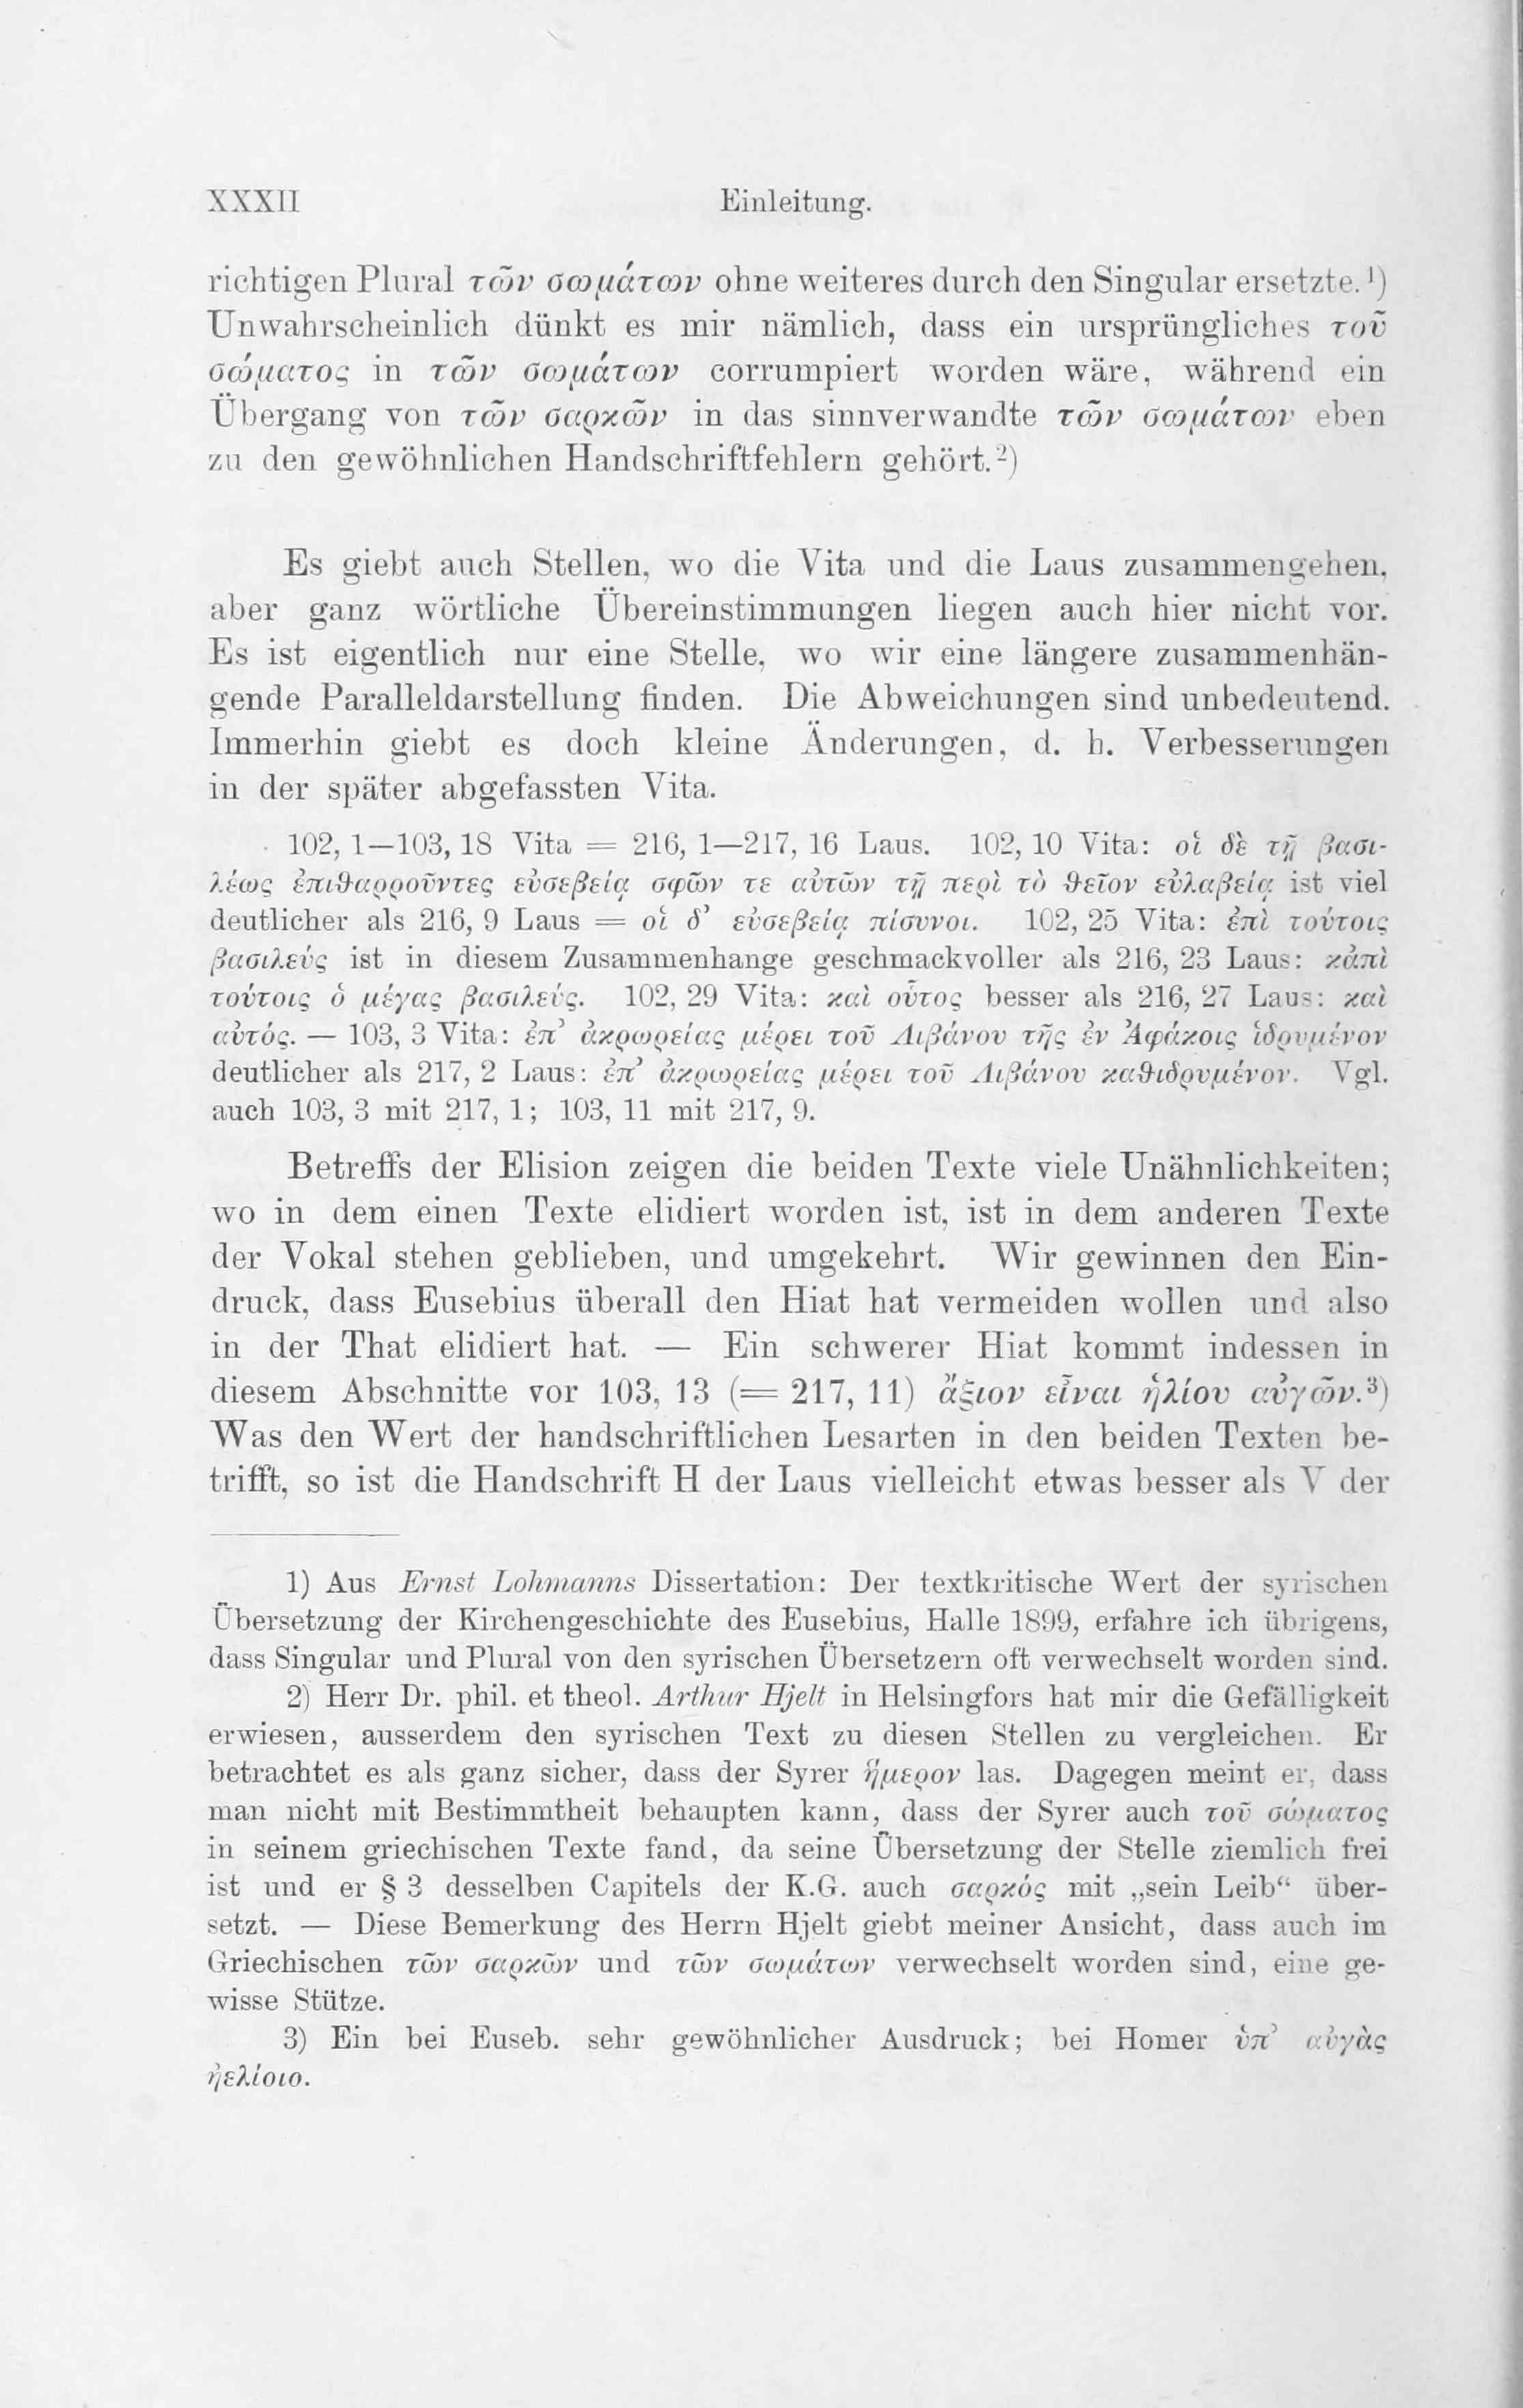 XXXII Einleitung.
richtigen Plural τῶν σωμάτων ohne weiteres durch den Singular ersetzte.¹)
Unwahrscheinlich dünkt es mir nämlich, dass ein ursprüngliches τοῦ
σώματος in τῶν σωμάτων corrumpiert worden wäre, während ein
Übergang von τῶν σαρκῶν in das sinnverwandte τῶν σωμάτων eben
zu den gewöhnlichen Handschriftfehlern gehört.²)
Es giebt auch Stellen, wo die Vita und die Laus zusammengehen,
aber ganz wörtliche Übereinstimmungen liegen auch hier nicht vor.
Es ist eigentlich nur eine Stelle, wo wir eine längere zusammenhän-
gende Paralleldarstellung finden. Die Abweichungen sind unbedeutend.
Immerhin giebt es doch kleine Änderungen, d. h. Verbesserungen
in der später abgefassten Vita.
102, 1—103, 18 Vita = 216, 1—217, 16 Laus. 102, 10 Vita: οἱ δὲ τῇ βασι-
λέως ἐπιθαρροῦντες εὐσεβείᾳ σφῶν τε αὐτῶν τῇ περὶ τὸ θεῖον εὐλαβείᾳ ist viel
deutlicher als 216, 9 Laus = οἱ δ’ εὐσεβείᾳ πίσυνοι. 102, 25 Vita: ἐπὶ τούτοις
βασιλεύς ist in diesem Zusammenhange geschmackvoller als 216, 23 Laus: κἀπὶ
τούτοις ὁ μέγας βασιλεύς. 102, 29 Vita: καὶ οὗτος besser als 216, 27 Laus: καὶ
αὐτός. — 103, 3 Vita: ἐπ’ ἀκρωρείας μέρει τοῦ Λιβάνου τῆς ἐν Ἀφάκοις ἱδρυμένον
deutlicher als 217, 2 Laus: ἐπ’ ἀκρωρείας μέρει τοῦ Λιβάνου καθιδρυμένον. Vgl.
auch 103, 3 mit 217, 1; 103, 11 mit 217, 9.
Betreffs der Elision zeigen die beiden Texte viele Unähnlichkeiten;
wo in dem einen Texte elidiert worden ist, ist in dem anderen Texte
der Vokal stehen geblieben, und umgekehrt. Wir gewinnen den Ein-
druck, dass Eusebius überall den Hiat hat vermeiden wollen und also
in der That elidiert hat. — Ein schwerer Hiat kommt indessen in
diesem Abschnitte vor 103, 13 (= 217, 11) ἄξιον εἶναι ἡλίου αὐγῶν.³)
Was den Wert der handschriftlichen Lesarten in den beiden Texten be-
trifft, so ist die Handschrift H der Laus vielleicht etwas besser als V der
1) Aus Ernst Lohmanns Dissertation: Der textkritische Wert der syrischen
Übersetzung der Kirchengeschichte des Eusebius, Halle 1899, erfahre ich übrigens,
dass Singular und Plural von den syrischen Übersetzern oft verwechselt worden sind.
2) Herr Dr. phil. et theol. Arthur Hjelt in Helsingfors hat mir die Gefälligkeit
erwiesen, ausserdem den syrischen Text zu diesen Stellen zu vergleichen. Er
betrachtet es als ganz sicher, dass der Syrer ἥμερον las. Dagegen meint er, dass
man nicht mit Bestimmtheit behaupten kann, dass der Syrer auch τοῦ σώματος
in seinem griechischen Texte fand, da seine Übersetzung der Stelle ziemlich frei
ist und er § 3 desselben Capitels der K.G. auch σαρκός mit „sein Leib“ über-
setzt. — Diese Bemerkung des Herrn Hjelt giebt meiner Ansicht, dass auch im
Griechischen τῶν σαρκῶν und τῶν σωμάτων verwechselt worden sind, eine ge-
wisse Stütze.
3) Ein bei Euseb. sehr gewöhnlicher Ausdruck; bei Homer ὑπ’ αὐγὰς
ἠελίοιο.